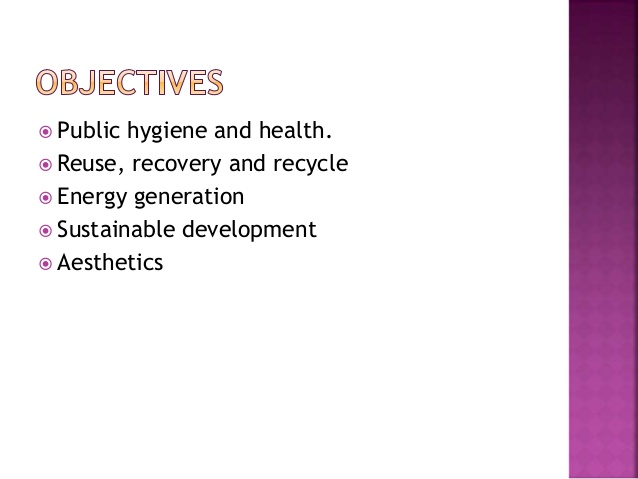 OBJECTIVES
Public hygiene and health.
Reuse, recovery and recycle
Energy generation
Sustainable development
Aesthetics